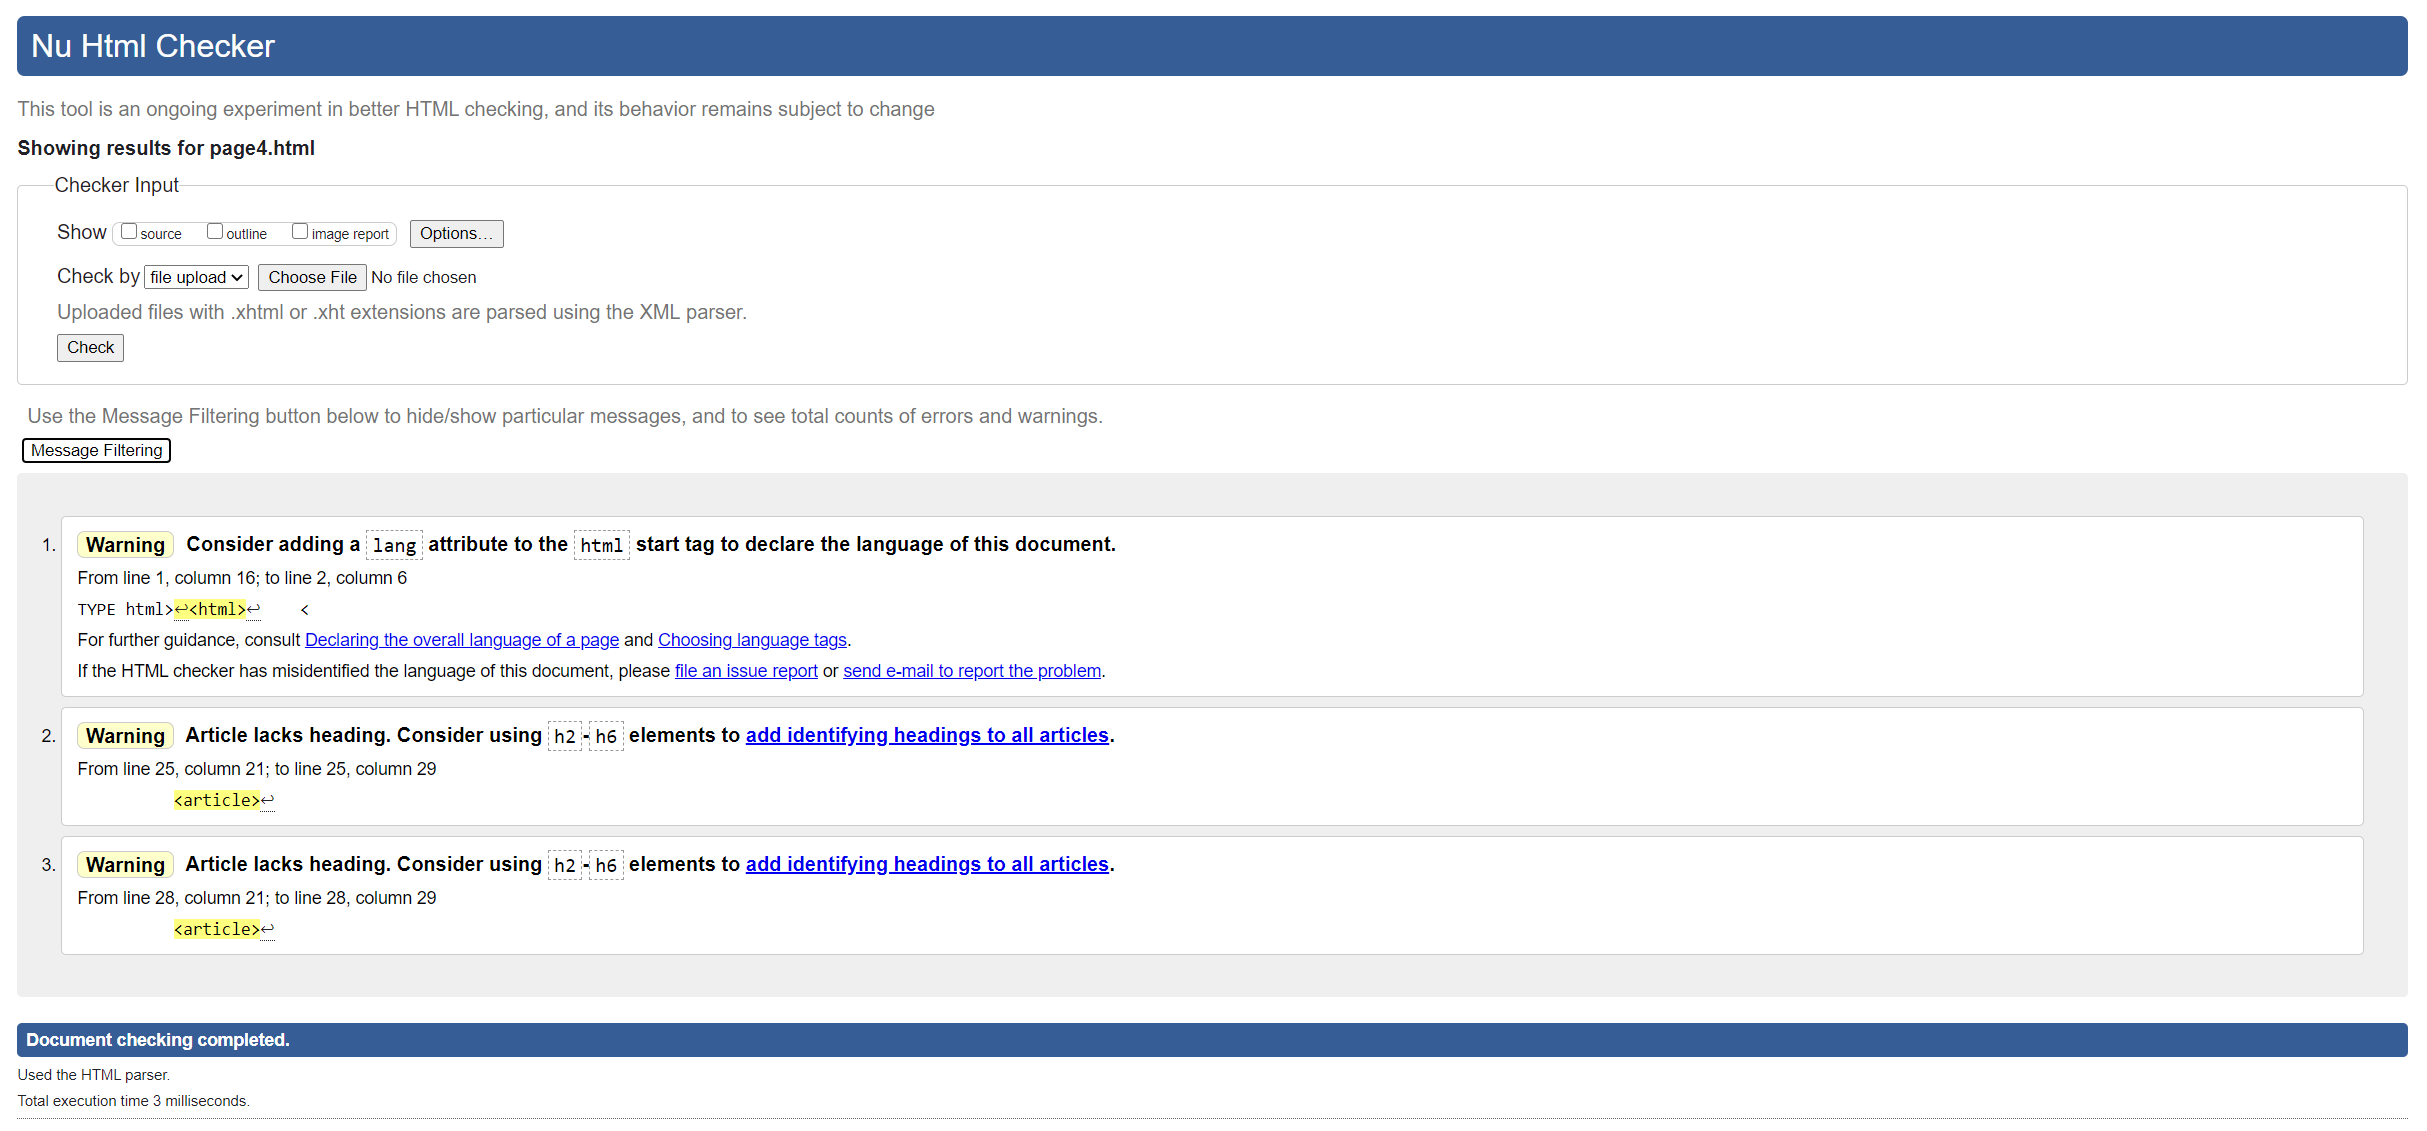 Nu Html Checker
This tool is an ongoing experiment in better HTML checking, and its behavior remains subject to change
Showing results for page4.html
Checker Input
Show source outline image report Options...
Check by file upload Choose File No file chosen
Uploaded files with .xhtml or .xht extensions are parsed using the XML parser.
Check
Use the Message Filtering button below to hide/show particular messages, and to see total counts of errors and warnings.
Message Filtering
1. Warning Consider adding a lang attribute to the html start tag to declare the language of this document.
From line 1, column 16; to line 2, column 6
TYPE html>↩<html>↩    <
For further guidance, consult Declaring the overall language of a page and Choosing language tags.
If the HTML checker has misidentified the language of this document, please file an issue report or send e-mail to report the problem.
2. Warning Article lacks heading. Consider using h2-h6 elements to add identifying headings to all articles.
From line 25, column 21; to line 25, column 29
<article>↩
3. Warning Article lacks heading. Consider using h2-h6 elements to add identifying headings to all articles.
From line 28, column 21; to line 28, column 29
<article>↩
Document checking completed.
Used the HTML parser.
Total execution time 3 milliseconds.